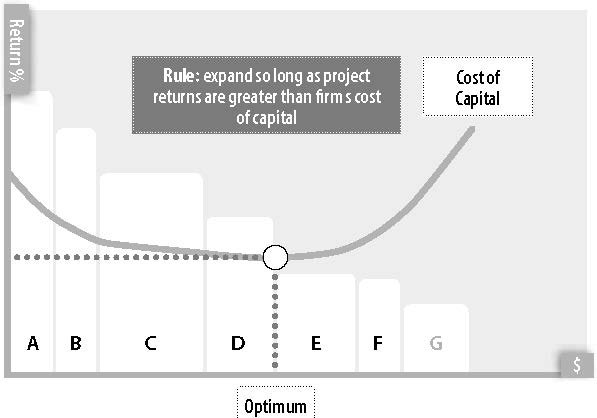 Return %
Rule: expand so long as project
returns are greater than firm s cost
of capital
Cost of
Capital
A B C D E F G
$
Optimum